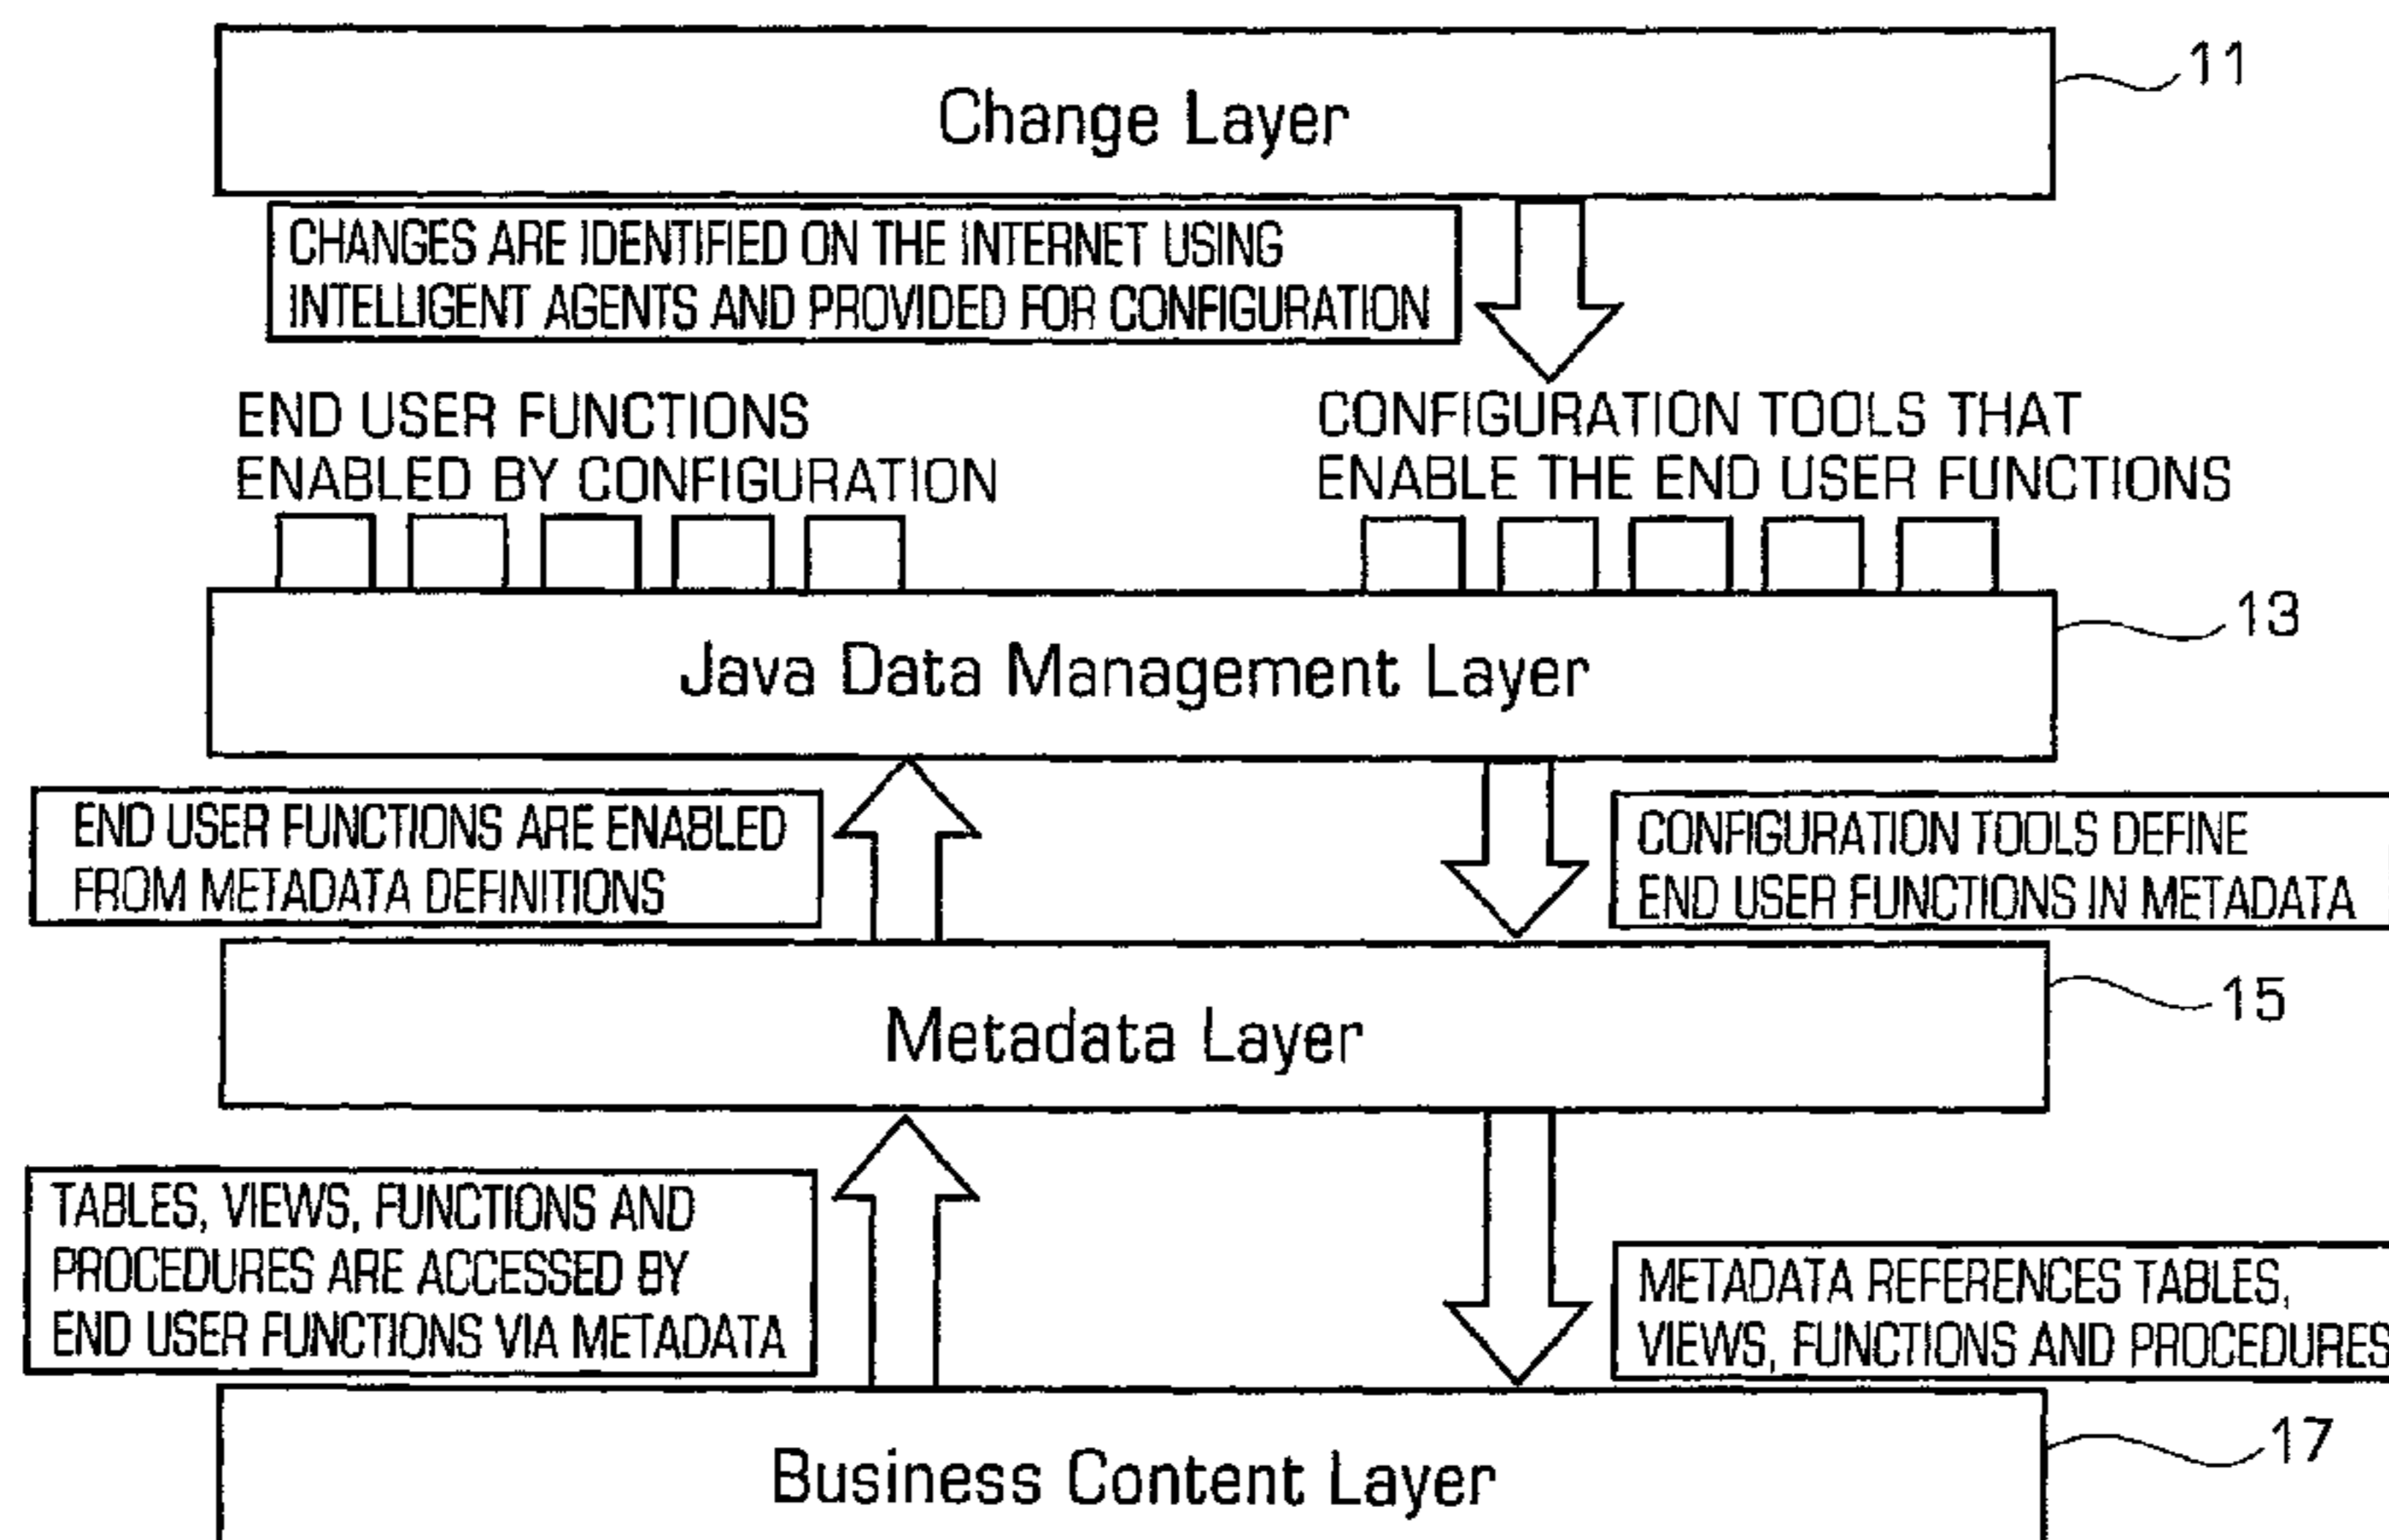 Change Layer
11
CHANGES ARE IDENTIFIED ON THE INTERNET USING
INTELLIGENT AGENTS AND PROVIDED FOR CONFIGURATION
END USER FUNCTIONS
ENABLED BY CONFIGURATION
CONFIGURATION TOOLS THAT
ENABLE THE END USER FUNCTIONS
Java Data Management Layer
13
END USER FUNCTIONS ARE ENABLED
FROM METADATA DEFINITIONS
CONFIGURATION TOOLS DEFINE
END USER FUNCTIONS IN METADATA
Metadata Layer
15
TABLES, VIEWS, FUNCTIONS AND
PROCEDURES ARE ACCESSED BY
END USER FUNCTIONS VIA METADATA
METADATA REFERENCES TABLES,
VIEWS, FUNCTIONS AND PROCEDURES
Business Content Layer
17